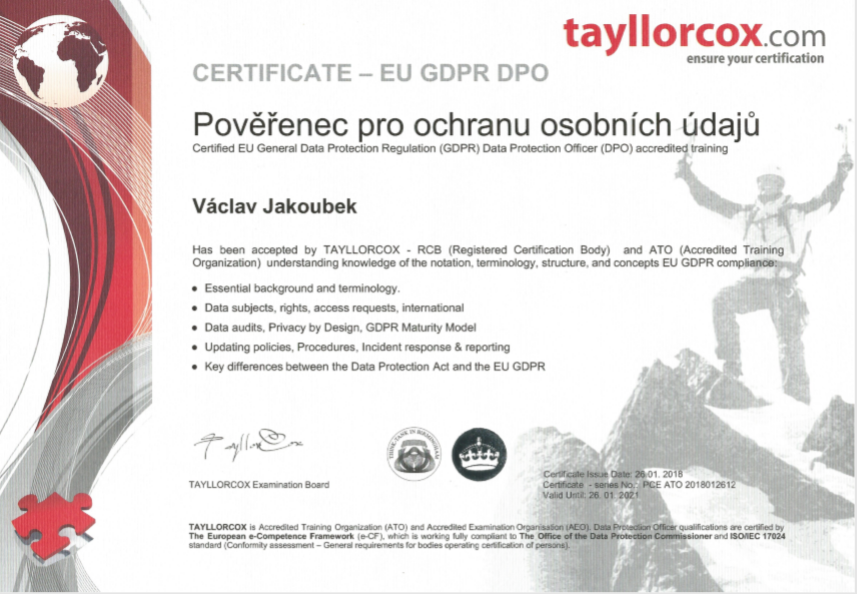 tayllorcox.com
ensure your certification
CERTIFICATE – EU GDPR DPO
Pověřenec pro ochranu osobních údajů
Certified EU General Data Protection Regulation (GDPR) Data Protection Officer (DPO) accredited training
Václav Jakoubek
Has been accepted by TAYLLORCOX - RCB (Registered Certification Body) and ATO (Accredited Training
Organization) understanding knowledge of the notation, terminology, structure, and concepts EU GDPR compliance:
• Essential background and terminology.
• Data subjects, rights, access requests, international
• Data audits, Privacy by Design, GDPR Maturity Model
• Updating policies, Procedures, Incident response & reporting
• Key differences between the Data Protection Act and the EU GDPR
Tayllor Cox
THINK TANK IN BIRMINGHAM
TAYLLORCOX Examination Board
Certificate Issue Date: 26.01. 2018
Certificate - series No.: PCE ATO 2018012612
Valid Until: 26. 01. 2021
TAYLLORCOX is Accredited Training Organization (ATO) and Accredited Examination Organisation (AEO). Data Protection Officer qualifications are certified by
The European e-Competence Framework (e-CF), which is working fully compliant to The Office of the Data Protection Commissioner and ISO/IEC 17024
standard (Conformity assessment – General requirements for bodies operating certification of persons).